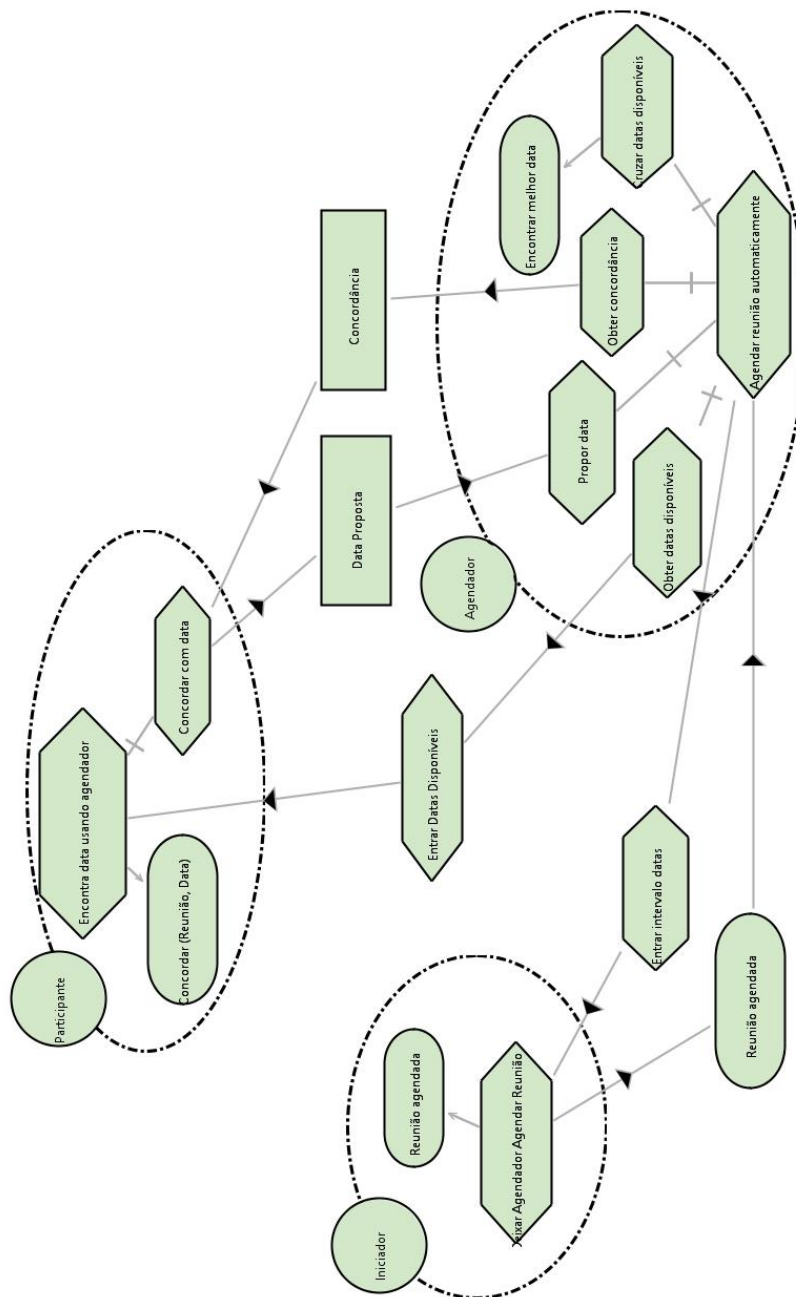 Participante
Encontra data usando agendador
Concordar (Reunião, Data)
Concordar com data
Data Proposta
Concordância
Iniciador
Reunião agendada
Entrar Datas Disponíveis
Agendador
Deixar Agendador Agendar Reunião
Encontrar melhor data
Propor data
Obter concordância
Cruzar datas disponíveis
Entrar intervalo datas
Obter datas disponíveis
Reunião agendada
Agendar reunião automaticamente